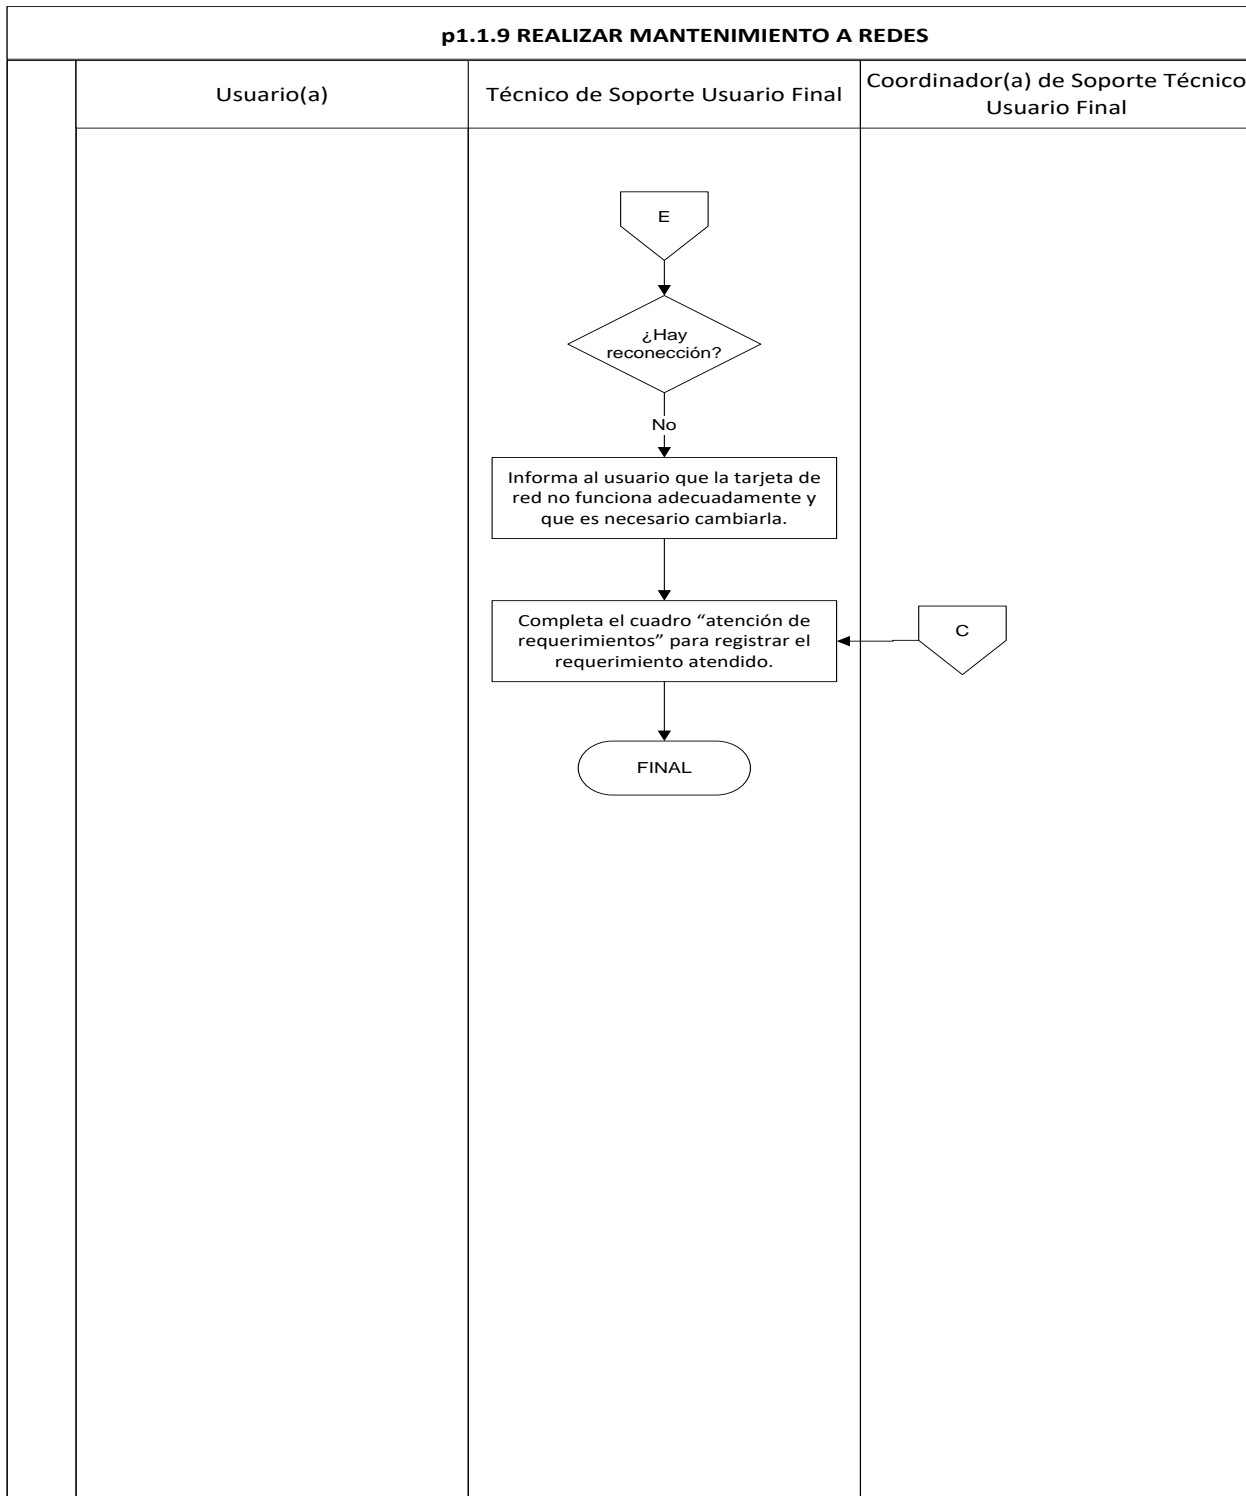 p1.1.9 REALIZAR MANTENIMIENTO A REDES
Usuario(a)
Técnico de Soporte Usuario Final
Coordinador(a) de Soporte Técnico
Usuario Final
E
¿Hay
reconección?
No
Informa al usuario que la tarjeta de
red no funciona adecuadamente y
que es necesario cambiarla.
Completa el cuadro “atención de
requerimientos” para registrar el
requerimiento atendido.
C
FINAL